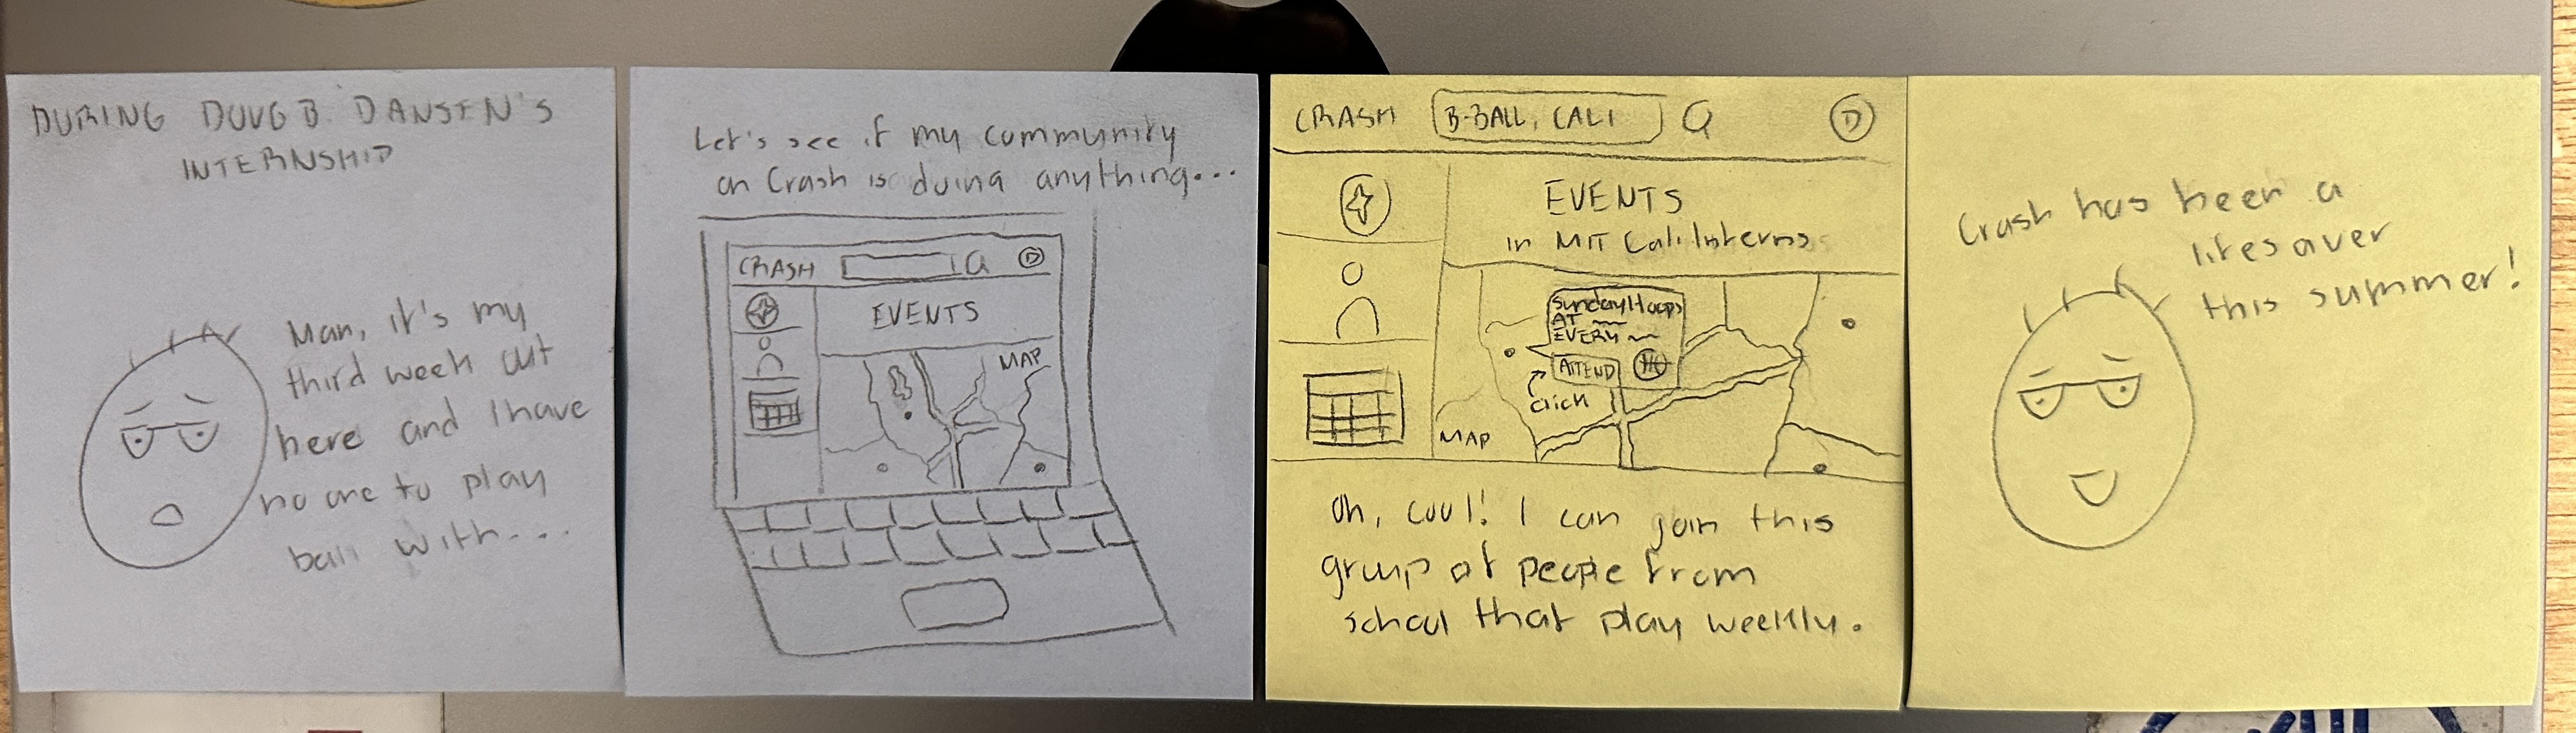 DURING DOUG B. DANSEN'S
INTERNSHIP
Man, it's my
third week out
here and I have
no one to play
ball with...
Let's see if my community
on Crash is doing anything...
CRASH
D
EVENTS
MAP
CRASH B-BALL, CALI D
EVENTS
in MIT Cali Interns
Sunday Hoops
AT
EVERY
ATTEND
click
MAP
Oh, cool! I can join this
group of people from
school that play weekly.
Crash has been a
lifesaver
this summer!